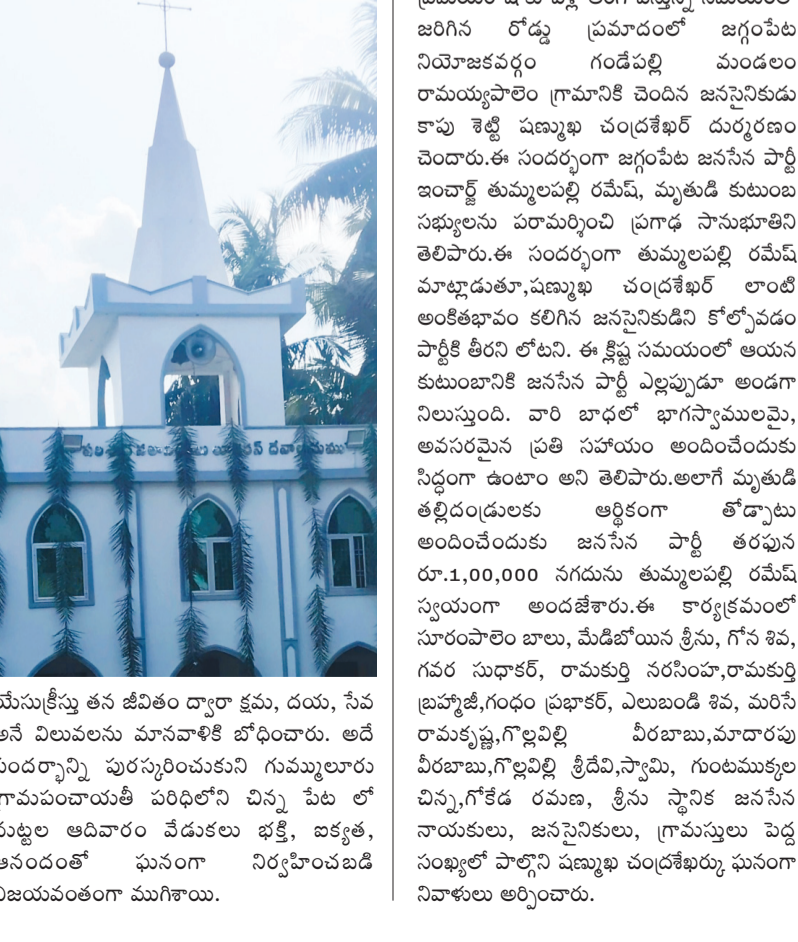 జరిగిన రోడ్డు ప్రమాదంలో జగ్గంపేట
నియోజకవర్గం గండేపల్లి మండలం
రామయ్యపాలెం గ్రామానికి చెందిన జనసైనికుడు
కాపు శెట్టి షణ్ముఖ చంద్రశేఖర్ దుర్మరణం
చెందారు.ఈ సందర్భంగా జగ్గంపేట జనసేన పార్టీ
ఇంచార్జ్ తుమ్మలపల్లి రమేష్, మృతుడి కుటుంబ
సభ్యులను పరామర్శించి ప్రగాఢ సానుభూతిని
తెలిపారు.ఈ సందర్భంగా తుమ్మలపల్లి రమేష్
మాట్లాడుతూ,షణ్ముఖ చంద్రశేఖర్ లాంటి
అంకితభావం కలిగిన జనసైనికుడిని కోల్పోవడం
పార్టీకి తీరని లోటని. ఈ క్లిష్ట సమయంలో ఆయన
కుటుంబానికి జనసేన పార్టీ ఎల్లప్పుడూ అండగా
నిలుస్తుంది. వారి బాధలో భాగస్వాములమై,
అవసరమైన ప్రతి సహాయం అందించేందుకు
సిద్ధంగా ఉంటాం అని తెలిపారు.అలాగే మృతుడి
తల్లిదండ్రులకు ఆర్థికంగా తోడ్పాటు
అందించేందుకు జనసేన పార్టీ తరఫున
రూ.1,00,000 నగదును తుమ్మలపల్లి రమేష్
స్వయంగా అందజేశారు.ఈ కార్యక్రమంలో
సూరంపాలెం బాలు, మేడిబోయిన శ్రీను, గోన శివ,
గవర సుధాకర్, రామకుర్తి నరసింహ,రామకుర్తి
బ్రహ్మాజీ,గంధం ప్రభాకర్, ఎలుబండి శివ, మరిసే
రామకృష్ణ,గొల్లవిల్లి వీరబాబు,మాదారపు
వీరబాబు,గొల్లవిల్లి శ్రీదేవి,స్వామి, గుంటముక్కల
చిన్న,గోకేడ రమణ, శ్రీను స్థానిక జనసేన
నాయకులు, జనసైనికులు, గ్రామస్తులు పెద్ద
సంఖ్యలో పాల్గొని షణ్ముఖ చంద్రశేఖర్కు ఘనంగా
నివాళులు అర్పించారు.
యేసుక్రీస్తు తన జీవితం ద్వారా క్షమ, దయ, సేవ
అనే విలువలను మానవాళికి బోధించారు. అదే
సందర్భాన్ని పురస్కరించుకుని గుమ్ములూరు
గ్రామపంచాయతీ పరిధిలోని చిన్న పేట లో
మట్టల ఆదివారం వేడుకలు భక్తి, ఐక్యత,
ఆనందంతో ఘనంగా నిర్వహించబడి
విజయవంతంగా ముగిశాయి.